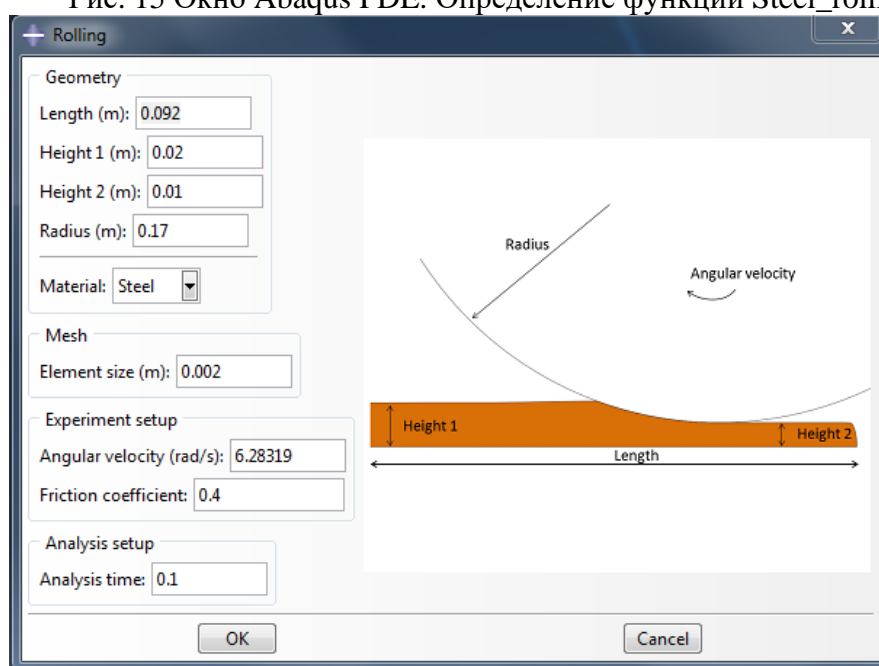 Рис. 15 Окно Abaqus PDE. Определение функции Steel_rolli
Rolling
x
Geometry
Length (m): 0.092
Height 1 (m): 0.02
Height 2 (m): 0.01
Radius (m): 0.17
Material: Steel
Mesh
Element size (m): 0.002
Experiment setup
Angular velocity (rad/s): 6.28319
Friction coefficient: 0.4
Analysis setup
Analysis time: 0.1
Radius
Angular velocity
Height 1
Height 2
Length
OK
Cancel